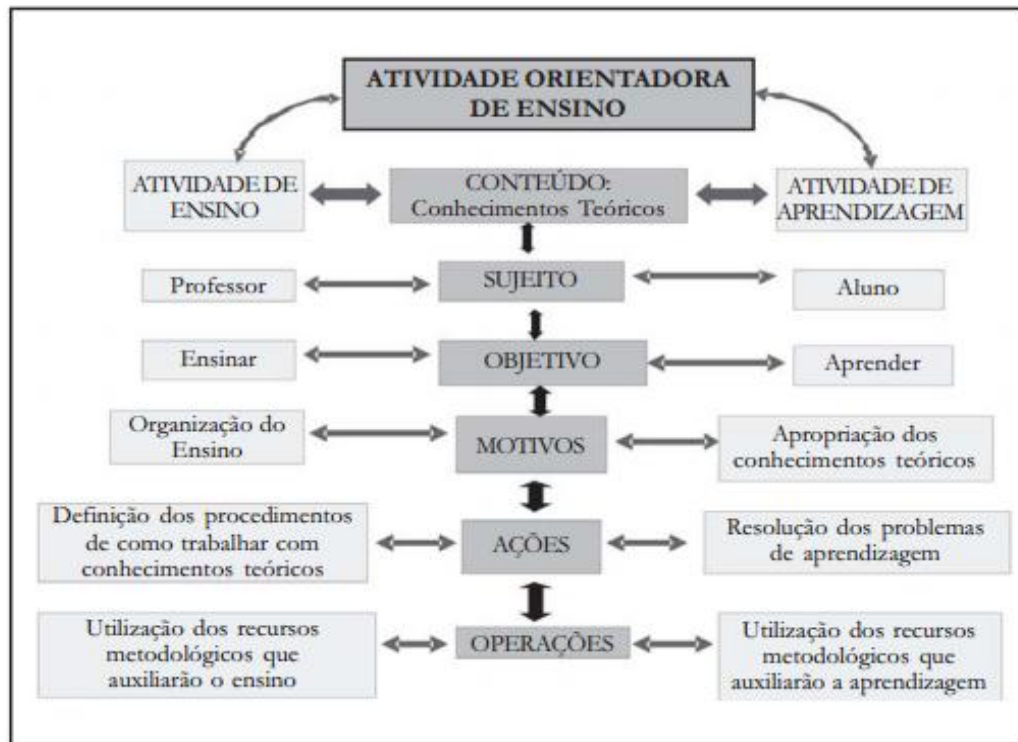 ATIVIDADE ORIENTADORA
DE ENSINO
ATIVIDADE DE
ENSINO
CONTEÚDO:
Conhecimentos Teóricos
ATIVIDADE DE
APRENDIZAGEM
Professor
SUJEITO
Aluno
Ensinar
OBJETIVO
Aprender
Organização do
Ensino
MOTIVOS
Apropriação dos
conhecimentos teóricos
Definição dos procedimentos
de como trabalhar com
conhecimentos teóricos
AÇÕES
Resolução dos problemas
de aprendizagem
Utilização dos recursos
metodológicos que
auxiliarão o ensino
OPERAÇÕES
Utilização dos recursos
metodológicos que
auxiliarão a aprendizagem